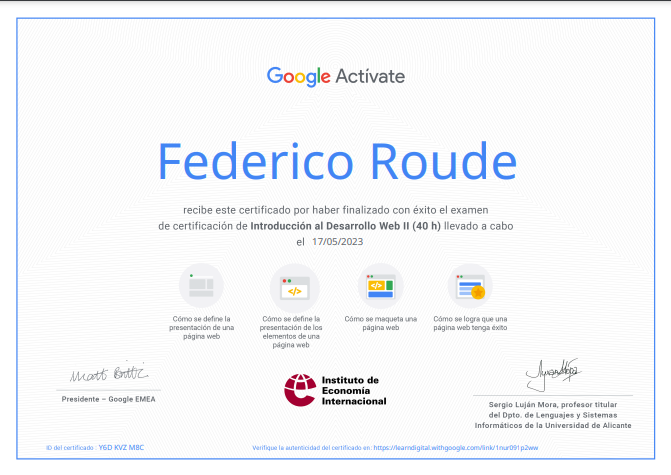 Google Actívate
Federico Roude
recibe este certificado por haber finalizado con éxito el examen
de certificación de Introducción al Desarrollo Web II (40 h) llevado a cabo
el 17/05/2023
Cómo se define la
presentación de una
página web
Cómo se define la
presentación de los
elementos de una
página web
Cómo se maqueta una
página web
Cómo se logra que una
página web tenga éxito
Matt Brittin
Presidente – Google EMEA
Instituto de
Economía
Internacional
Sergio Luján Mora, profesor titular
del Dpto. de Lenguajes y Sistemas
Informáticos de la Universidad de Alicante
ID del certificado : Y6D KVZ M8C
Verifique la autenticidad del certificado en: https://learndigital.withgoogle.com/link/1nur091p2ww